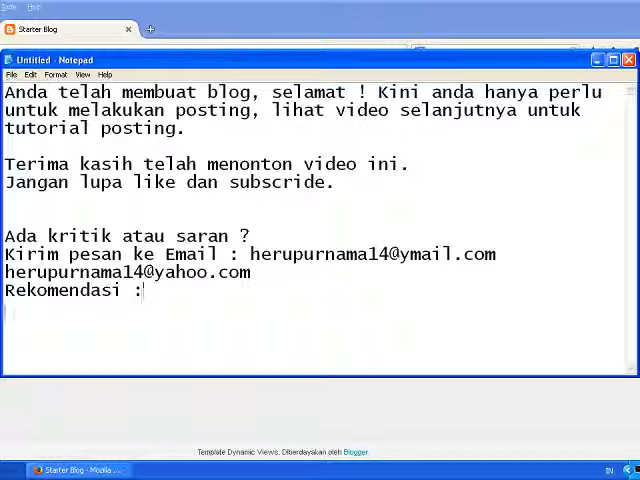 Tools Help
Starter Blog
Untitled - Notepad
File Edit Format View Help
Anda telah membuat blog, selamat ! Kini anda hanya perlu
untuk melakukan posting, lihat video selanjutnya untuk
tutorial posting.
Terima kasih telah menonton video ini.
Jangan lupa like dan subscride.
Ada kritik atau saran ?
Kirim pesan ke Email : herupurnama14@ymail.com
herupurnama14@yahoo.com
Rekomendasi :
Template Dynamic Views. Diberdayakan oleh Blogger.
Starter Blog - Mozilla ...
IN